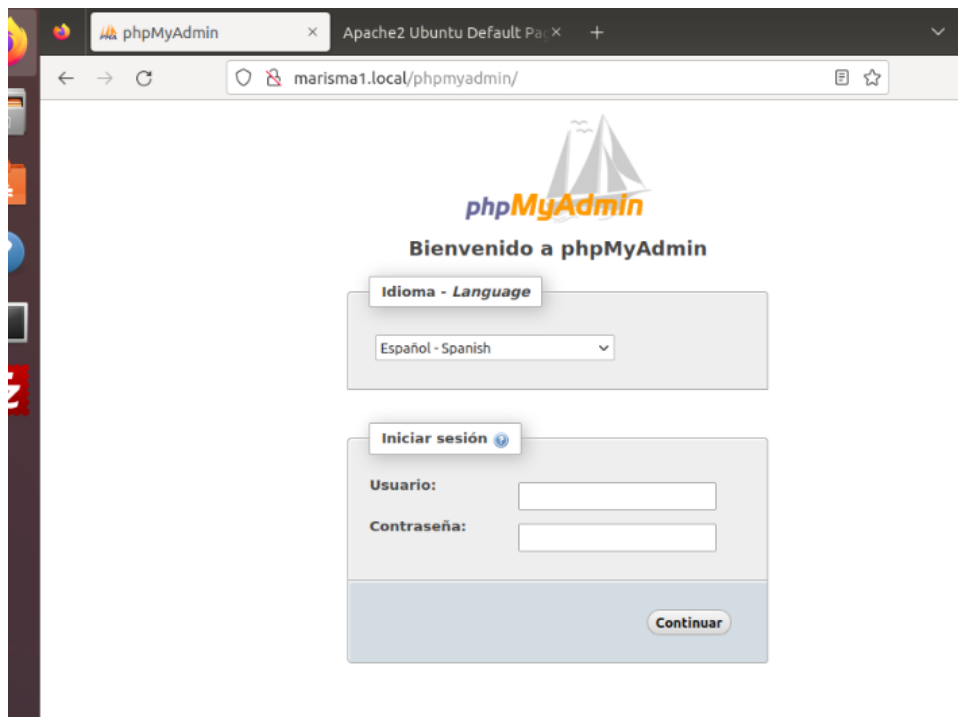 phpMyAdmin
Apache2 Ubuntu Default Pa
marisma1.local/phpmyadmin/
phpMyAdmin
Bienvenido a phpMyAdmin
Idioma - Language
Español - Spanish
Iniciar sesión
Usuario:
Contraseña:
Continuar